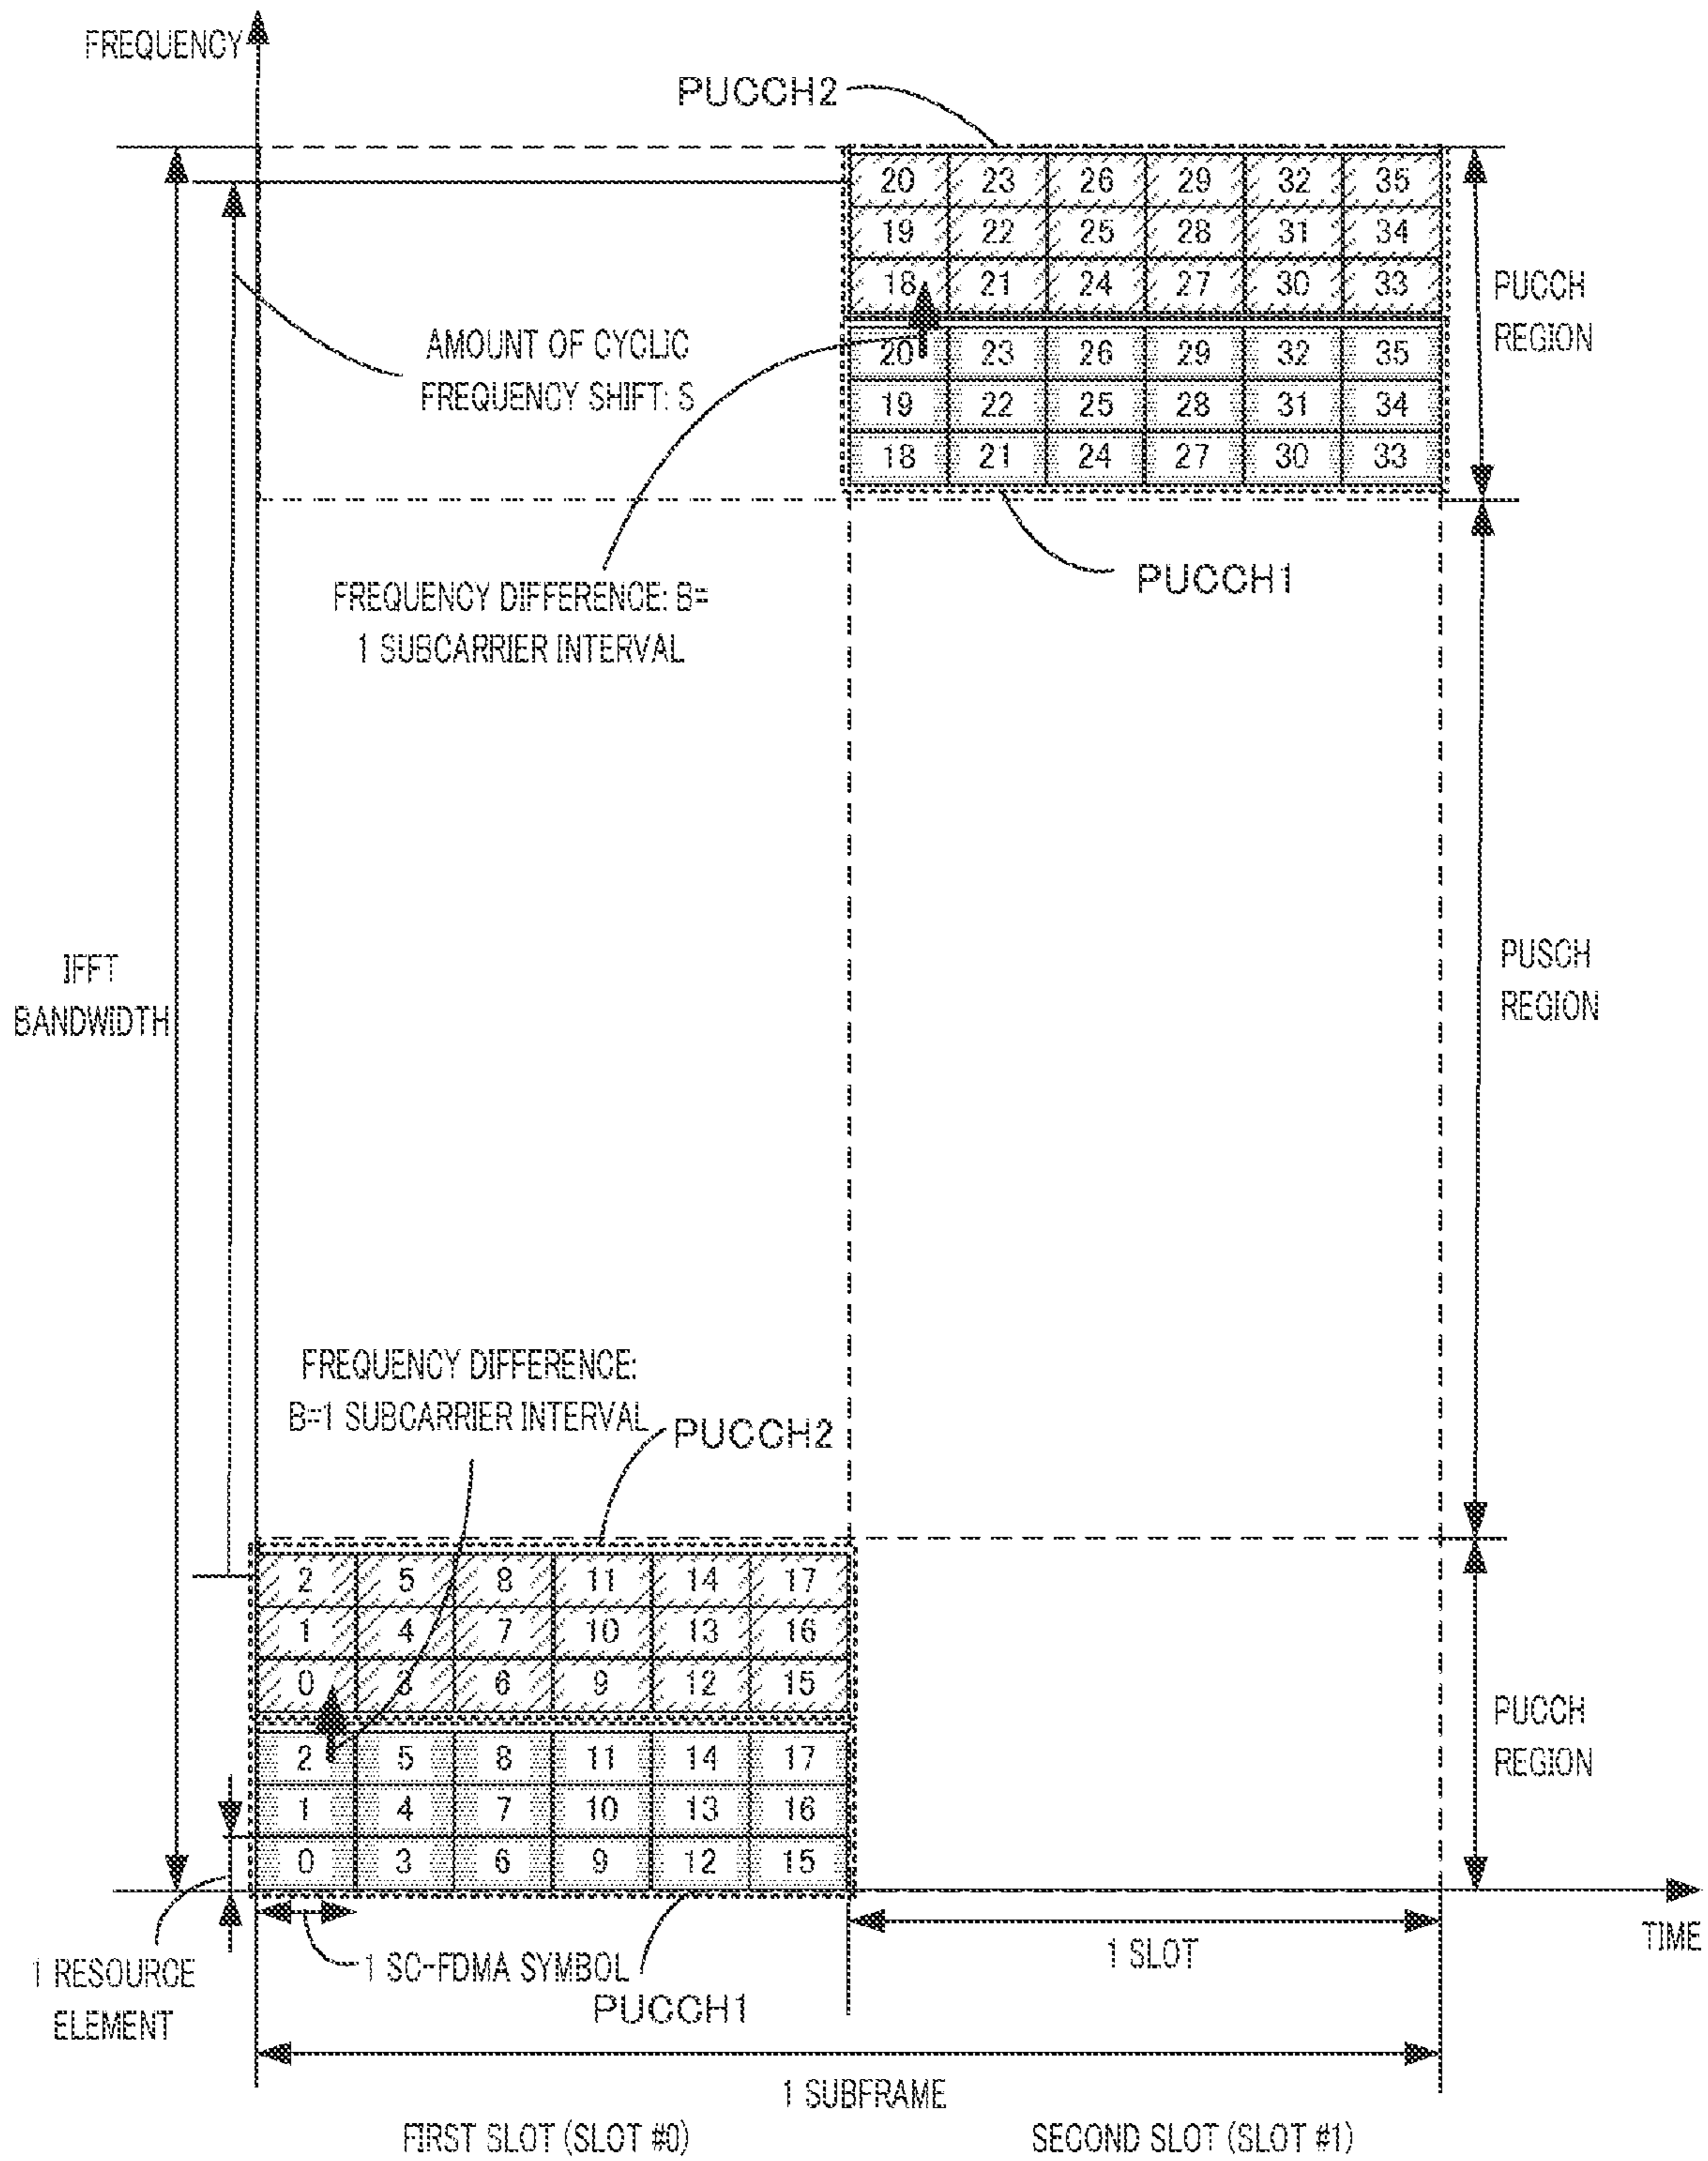 FREQUENCY
PUCCH2
20 23 26 29 32 35
19 22 25 28 31 34
18 21 24 27 30 33
20 23 26 29 32 35
19 22 25 28 31 34
18 21 24 27 30 33
PUCCH
REGION
AMOUNT OF CYCLIC
FREQUENCY SHIFT: S
PUCCH1
FREQUENCY DIFFERENCE: B=
1 SUBCARRIER INTERVAL
IFFT
BANDWIDTH
PUSCH
REGION
FREQUENCY DIFFERENCE:
B=1 SUBCARRIER INTERVAL
PUCCH2
2 5 8 11 14 17
1 4 7 10 13 16
0 3 6 9 12 15
2 5 8 11 14 17
1 4 7 10 13 16
0 3 6 9 12 15
PUCCH
REGION
TIME
1 RESOURCE
ELEMENT
1 SC-FDMA SYMBOL
PUCCH1
1 SLOT
1 SUBFRAME
FIRST SLOT (SLOT #0)
SECOND SLOT (SLOT #1)